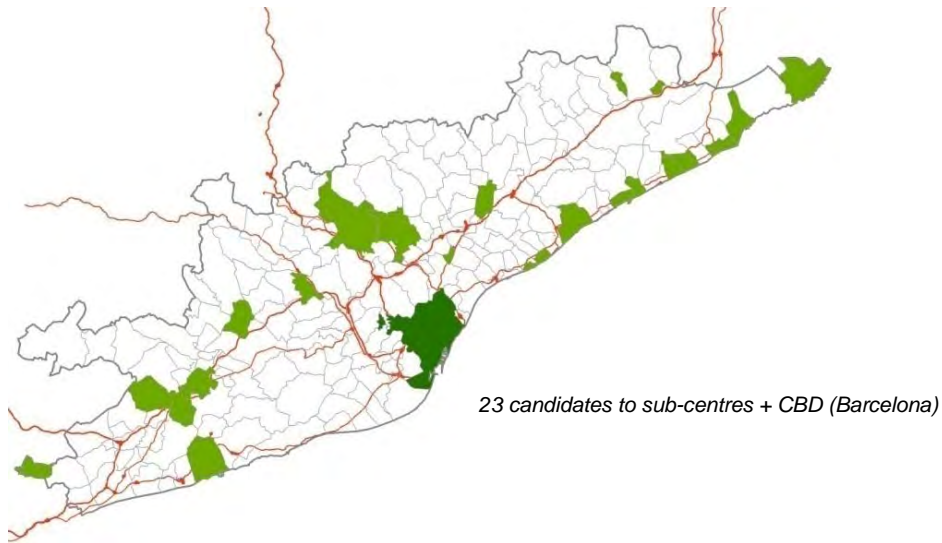 23 candidates to sub-centres + CBD (Barcelona)